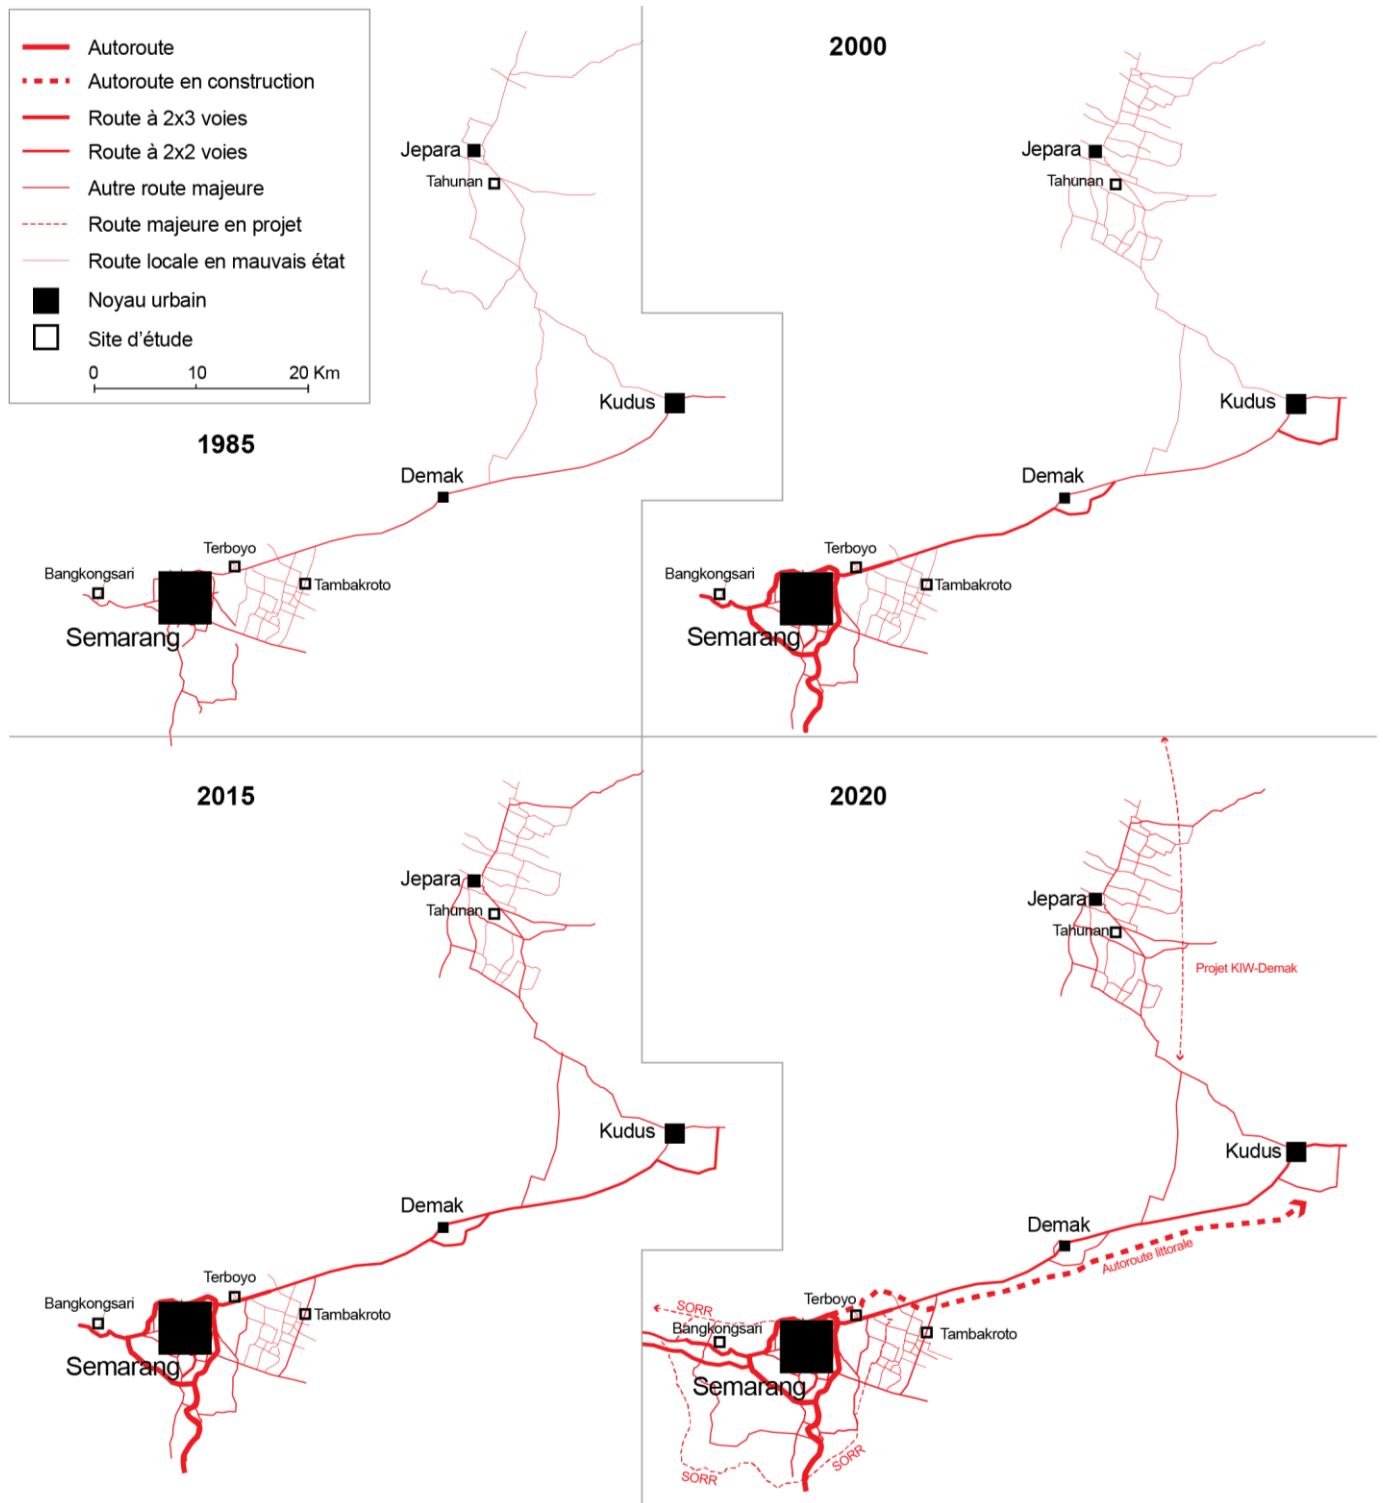 Autoroute
Autoroute en construction
Route à 2x3 voies
Route à 2x2 voies
Autre route majeure
Route majeure en projet
Route locale en mauvais état
Noyau urbain
Site d'étude
0 10 20 Km
1985
Jepara
Tahunan
Kudus
Demak
Terboyo
Bangkongsari
Tambakroto
Semarang
2000
Jepara
Tahunan
Kudus
Demak
Terboyo
Bangkongsari
Tambakroto
Semarang
2015
Jepara
Tahunan
Kudus
Demak
Terboyo
Bangkongsari
Tambakroto
Semarang
2020
Jepara
Tahunan
Projet KIW-Demak
Kudus
Demak
Autoroute littorale
Terboyo
SORR
Bangkongsari
Tambakroto
Semarang
SORR
SORR